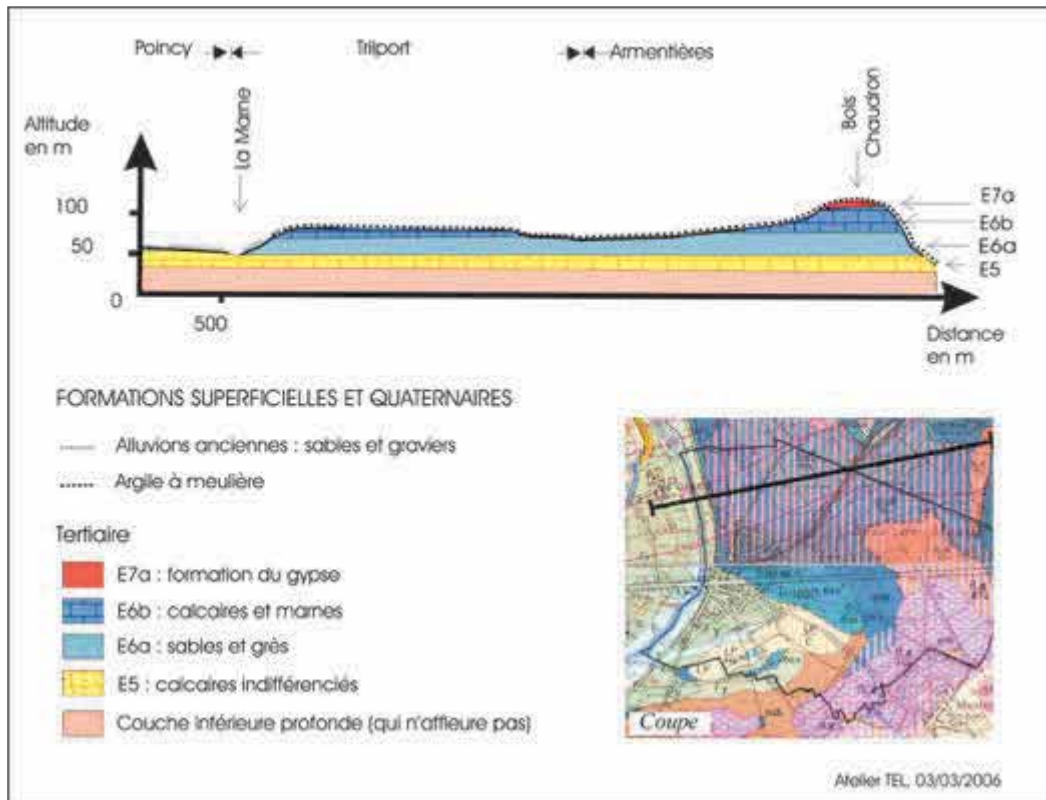 Poincy Trilport Armentières
Altitude
en m
La Marne
Bois
Chaudron
100
50
0
500
E7a
E6b
E6a
E5
Distance
en m
FORMATIONS SUPERFICIELLES ET QUATERNAIRES
Alluvions anciennes : sables et graviers
Argile à meulière
Tertiaire
E7a : formation du gypse
E6b : calcaires et marnes
E6a : sables et grès
E5 : calcaires indifférenciés
Couche inférieure profonde (qui n'affleure pas)
Coupe
Atelier TEL, 03/03/2006